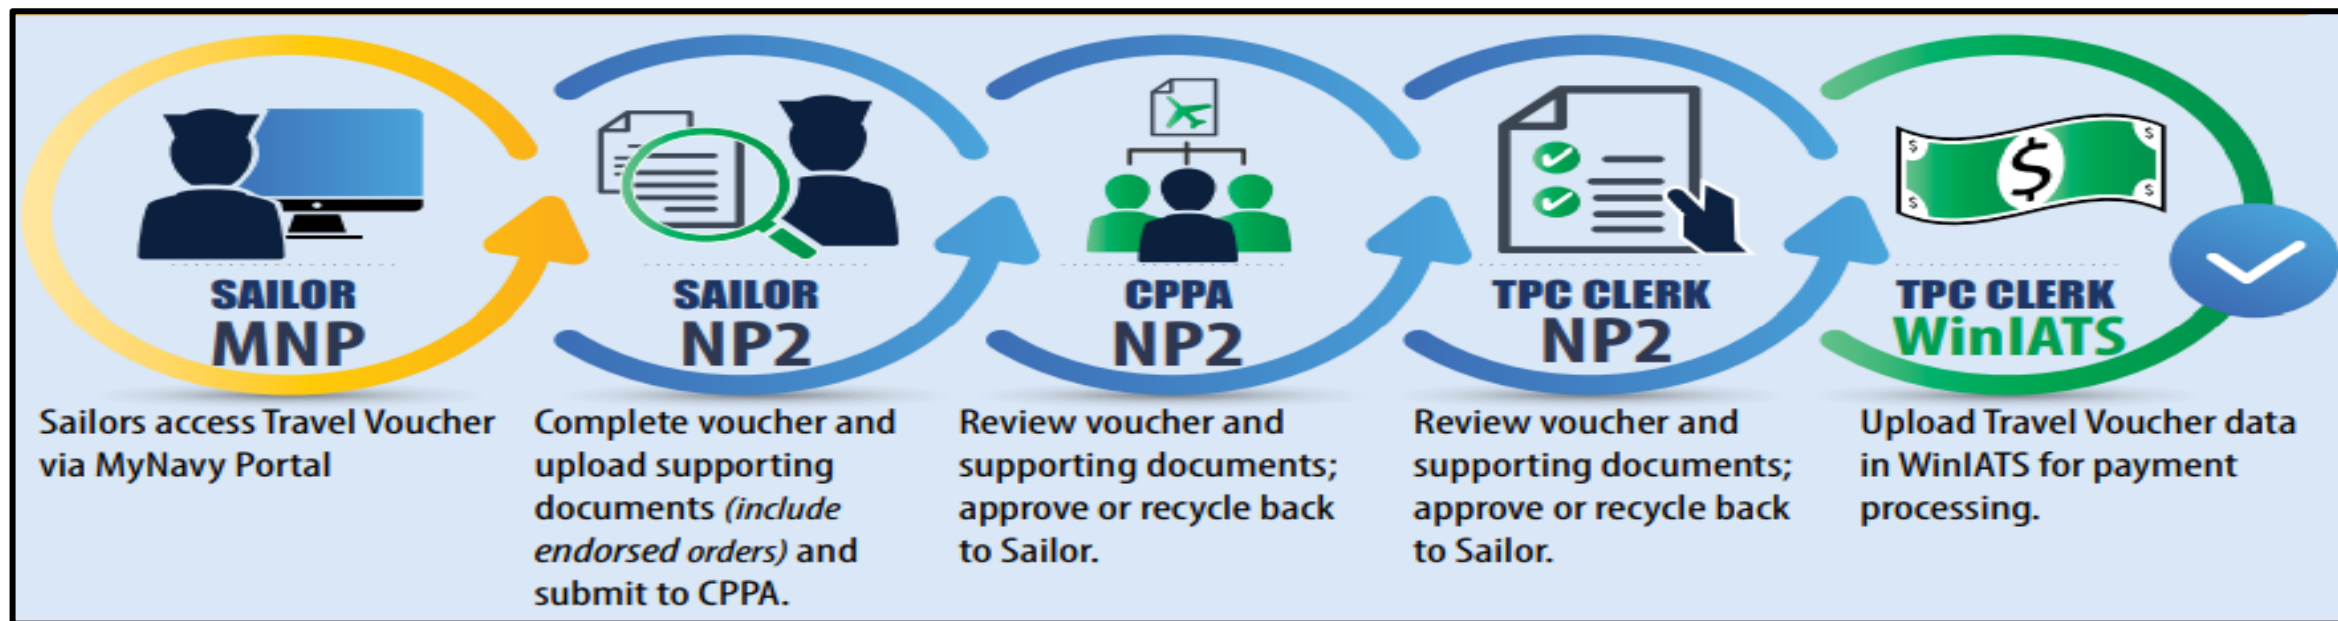 SAILOR
MNP
Sailors access Travel Voucher
via MyNavy Portal
SAILOR
NP2
Complete voucher and
upload supporting
documents (include
endorsed orders) and
submit to CPPA.
CPPA
NP2
Review voucher and
supporting documents;
approve or recycle back
to Sailor.
TPC CLERK
NP2
Review voucher and
supporting documents;
approve or recycle back
to Sailor.
$ $ $ $ $
TPC CLERK
WinIATS
Upload Travel Voucher data
in WinIATS for payment
processing.